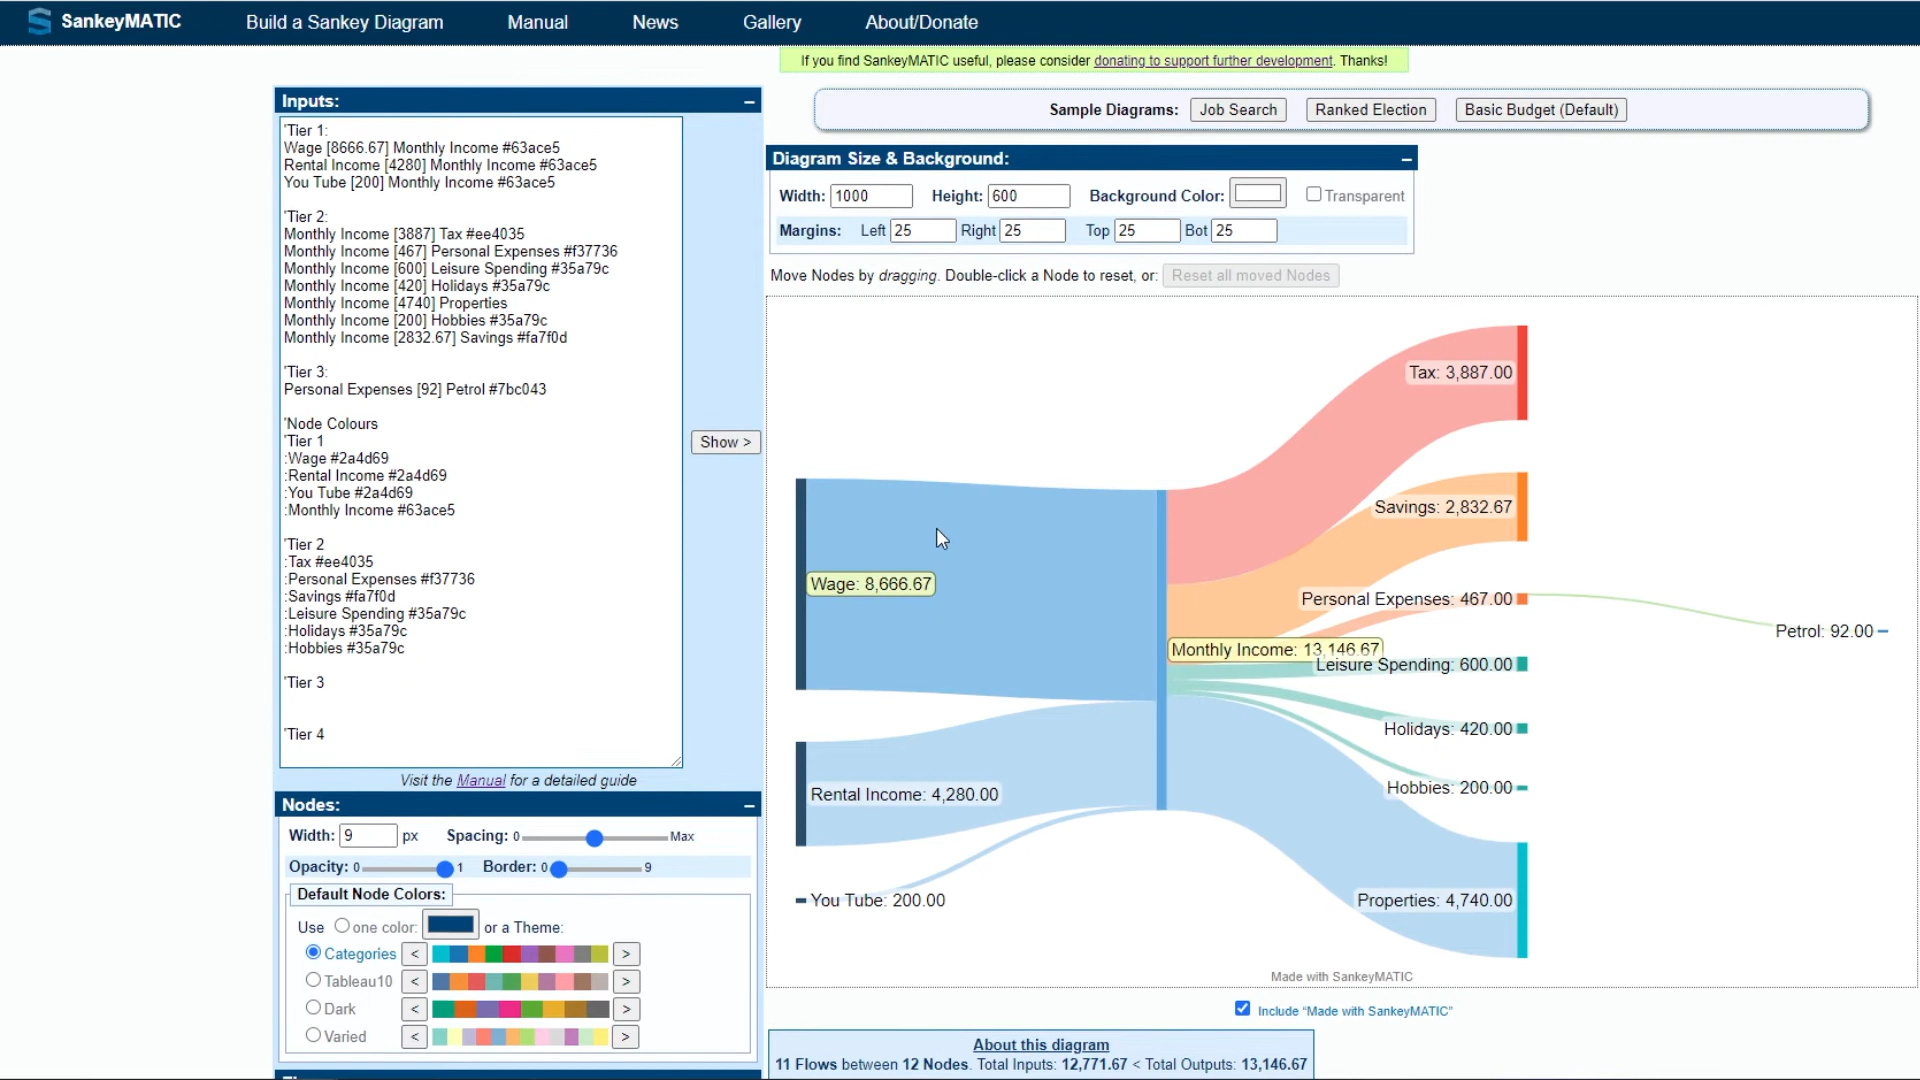 SankeyMATIC
Build a Sankey Diagram
Manual
News
Gallery
About/Donate
If you find SankeyMATIC useful, please consider donating to support further development. Thanks!
Inputs:
–
'Tier 1:
Wage [8666.67] Monthly Income #63ace5
Rental Income [4280] Monthly Income #63ace5
You Tube [200] Monthly Income #63ace5
'Tier 2:
Monthly Income [3887] Tax #ee4035
Monthly Income [467] Personal Expenses #f37736
Monthly Income [600] Leisure Spending #35a79c
Monthly Income [420] Holidays #35a79c
Monthly Income [4740] Properties
Monthly Income [200] Hobbies #35a79c
Monthly Income [2832.67] Savings #fa7f0d
'Tier 3:
Personal Expenses [92] Petrol #7bc043
'Node Colours
'Tier 1
:Wage #2a4d69
:Rental Income #2a4d69
:You Tube #2a4d69
:Monthly Income #63ace5
'Tier 2
:Tax #ee4035
:Personal Expenses #f37736
:Savings #fa7f0d
:Leisure Spending #35a79c
:Holidays #35a79c
:Hobbies #35a79c
'Tier 3
'Tier 4
Visit the Manual for a detailed guide
Show >
Nodes:
–
Width: 9 px Spacing: 0 Max
Opacity: 0 1 Border: 0 9
Default Node Colors:
Use one color: or a Theme:
Categories < >
Tableau10 < >
Dark < >
Varied < >
Sample Diagrams: Job Search Ranked Election Basic Budget (Default)
Diagram Size & Background:
–
Width: 1000 Height: 600 Background Color: Transparent
Margins: Left 25 Right 25 Top 25 Bot 25
Move Nodes by dragging. Double-click a Node to reset, or: Reset all moved Nodes
Tax: 3,887.00
Savings: 2,832.67
Wage: 8,666.67
Personal Expenses: 467.00
Petrol: 92.00
Monthly Income: 13,146.67
Leisure Spending: 600.00
Holidays: 420.00
Hobbies: 200.00
Rental Income: 4,280.00
You Tube: 200.00
Properties: 4,740.00
Made with SankeyMATIC
Include “Made with SankeyMATIC”
About this diagram
11 Flows between 12 Nodes. Total Inputs: 12,771.67 < Total Outputs: 13,146.67